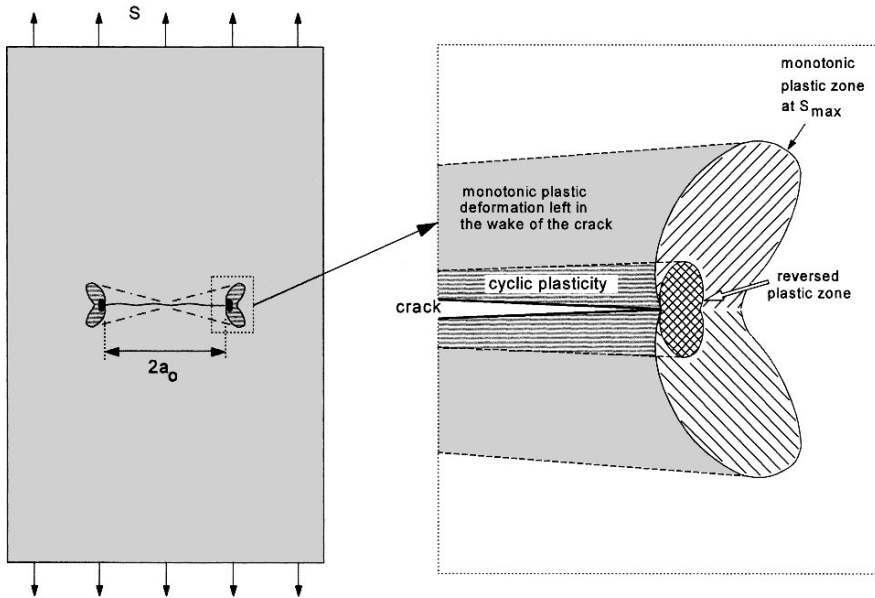 S
2a₀
monotonic
plastic zone
at Smax
monotonic plastic
deformation left in
the wake of the crack
cyclic plasticity
crack
reversed
plastic zone